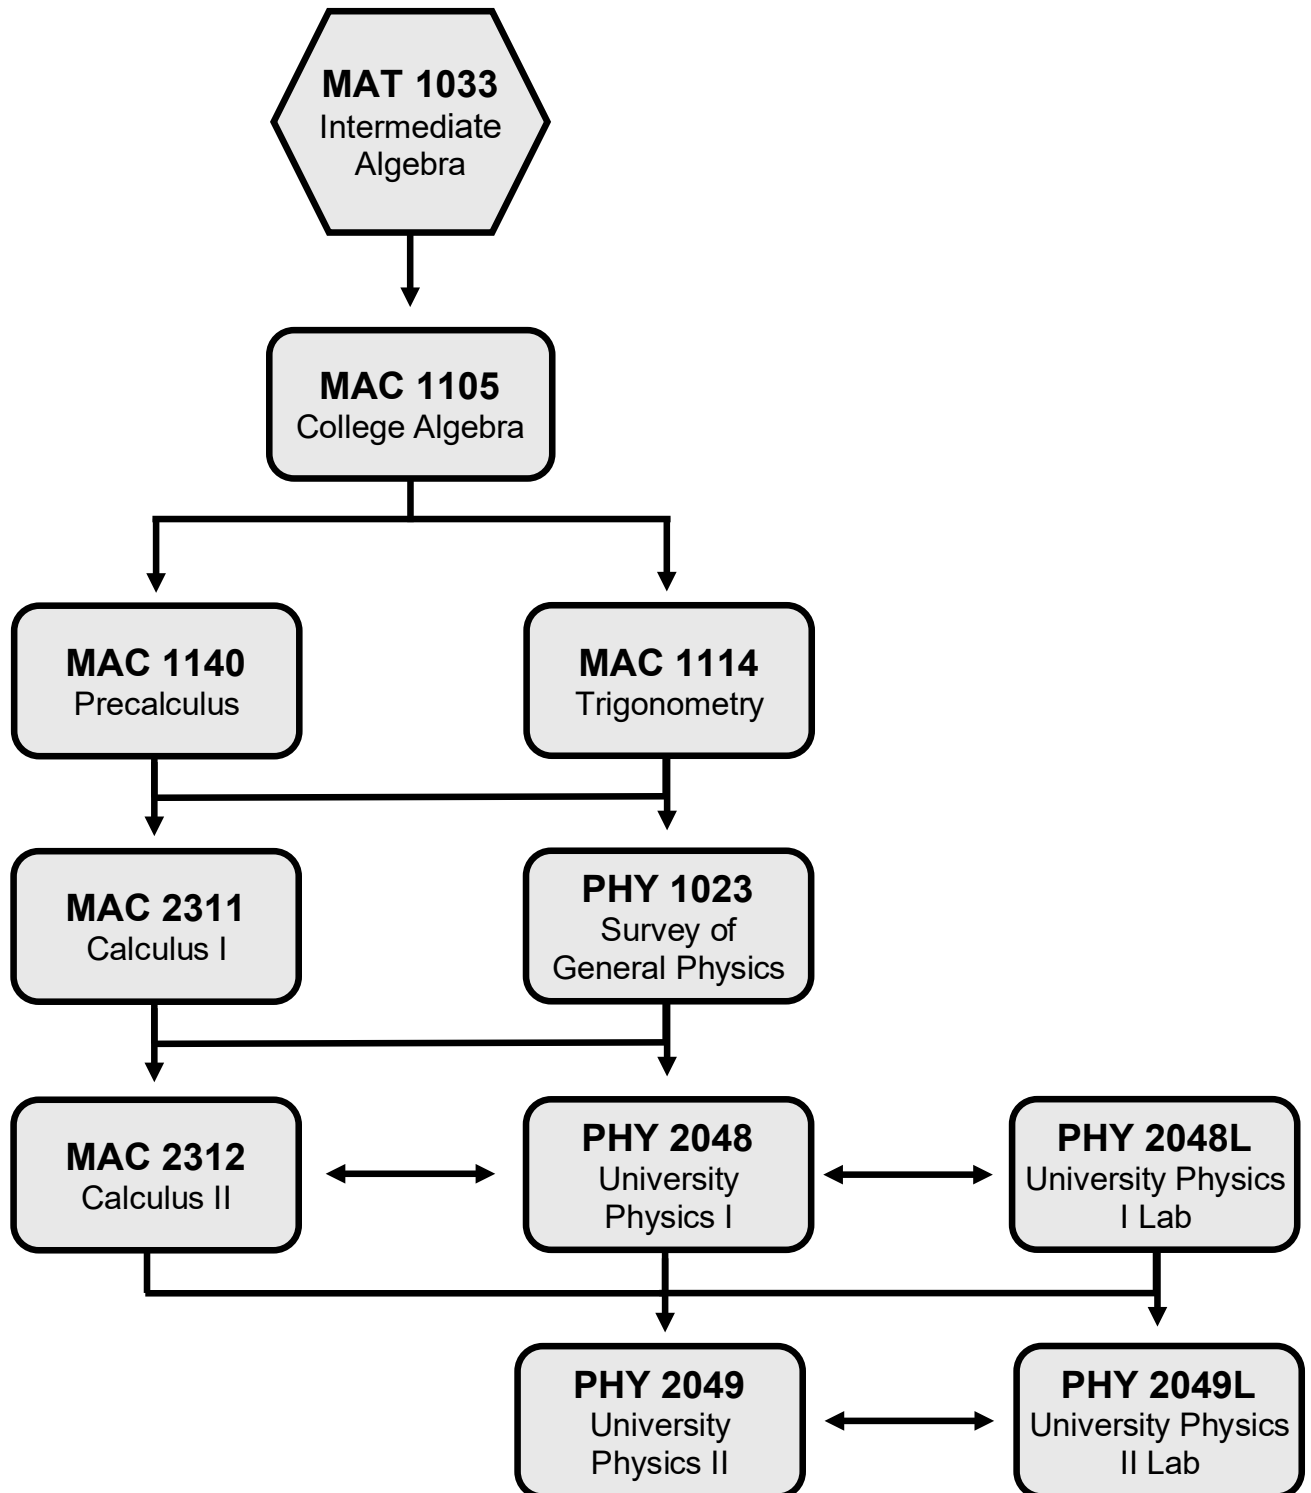 MAT 1033
Intermediate
Algebra
MAC 1105
College Algebra
MAC 1140
Precalculus
MAC 1114
Trigonometry
MAC 2311
Calculus I
PHY 1023
Survey of
General Physics
MAC 2312
Calculus II
PHY 2048
University
Physics I
PHY 2048L
University Physics
I Lab
PHY 2049
University
Physics II
PHY 2049L
University Physics
II Lab